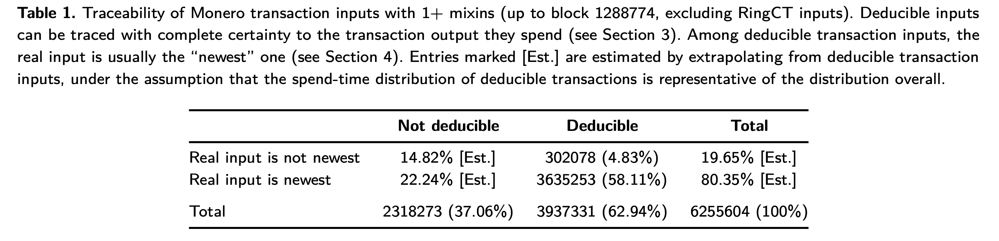 Table 1. Traceability of Monero transaction inputs with 1+ mixins (up to block 1288774, excluding RingCT inputs). Deducible inputs
can be traced with complete certainty to the transaction output they spend (see Section 3). Among deducible transaction inputs, the
real input is usually the “newest” one (see Section 4). Entries marked [Est.] are estimated by extrapolating from deducible transaction
inputs, under the assumption that the spend-time distribution of deducible transactions is representative of the distribution overall.
Not deducible Deducible Total
Real input is not newest 14.82% [Est.] 302078 (4.83%) 19.65% [Est.]
Real input is newest 22.24% [Est.] 3635253 (58.11%) 80.35% [Est.]
Total 2318273 (37.06%) 3937331 (62.94%) 6255604 (100%)